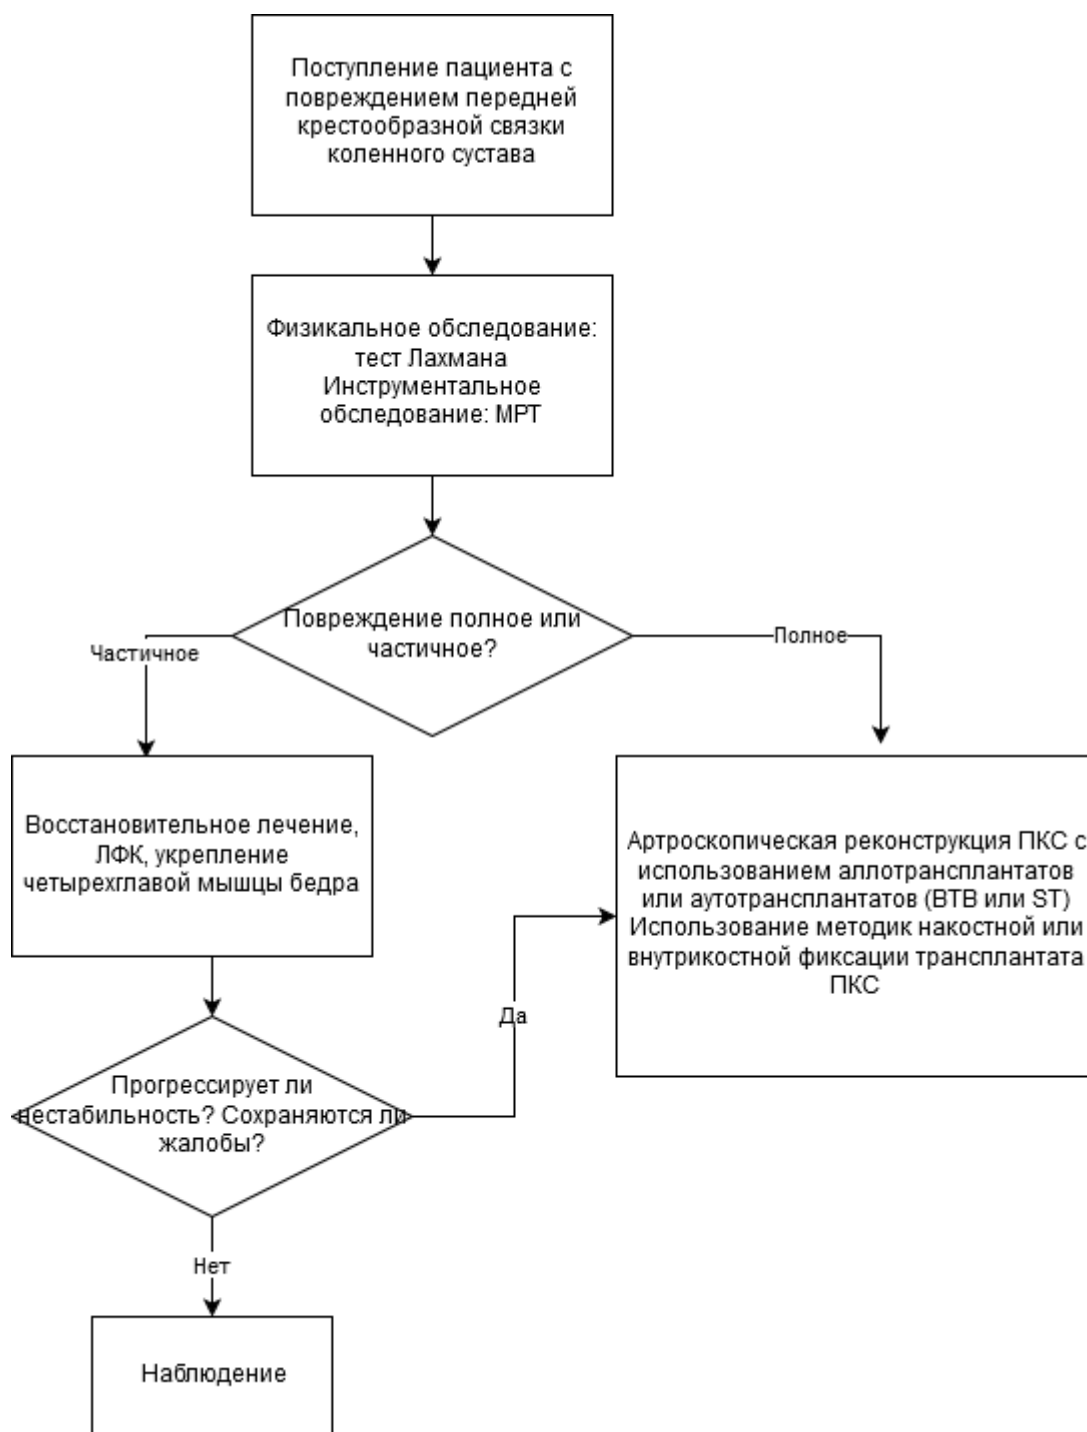 Поступление пациента с
повреждением передней
крестообразной связки
коленного сустава
Физикальное обследование:
тест Лахмана
Инструментальное
обследование: МРТ
Повреждение полное или
частичное?
Частичное
Полное
Восстановительное лечение,
ЛФК, укрепление
четырехглавой мышцы бедра
Артроскопическая реконструкция ПКС с
использованием аллотрансплантатов
или аутотрансплантатов (BTB или ST)
Использование методик накостной или
внутрикостной фиксации трансплантата
ПКС
Да
Прогрессирует ли
нестабильность? Сохраняются ли
жалобы?
Нет
Наблюдение